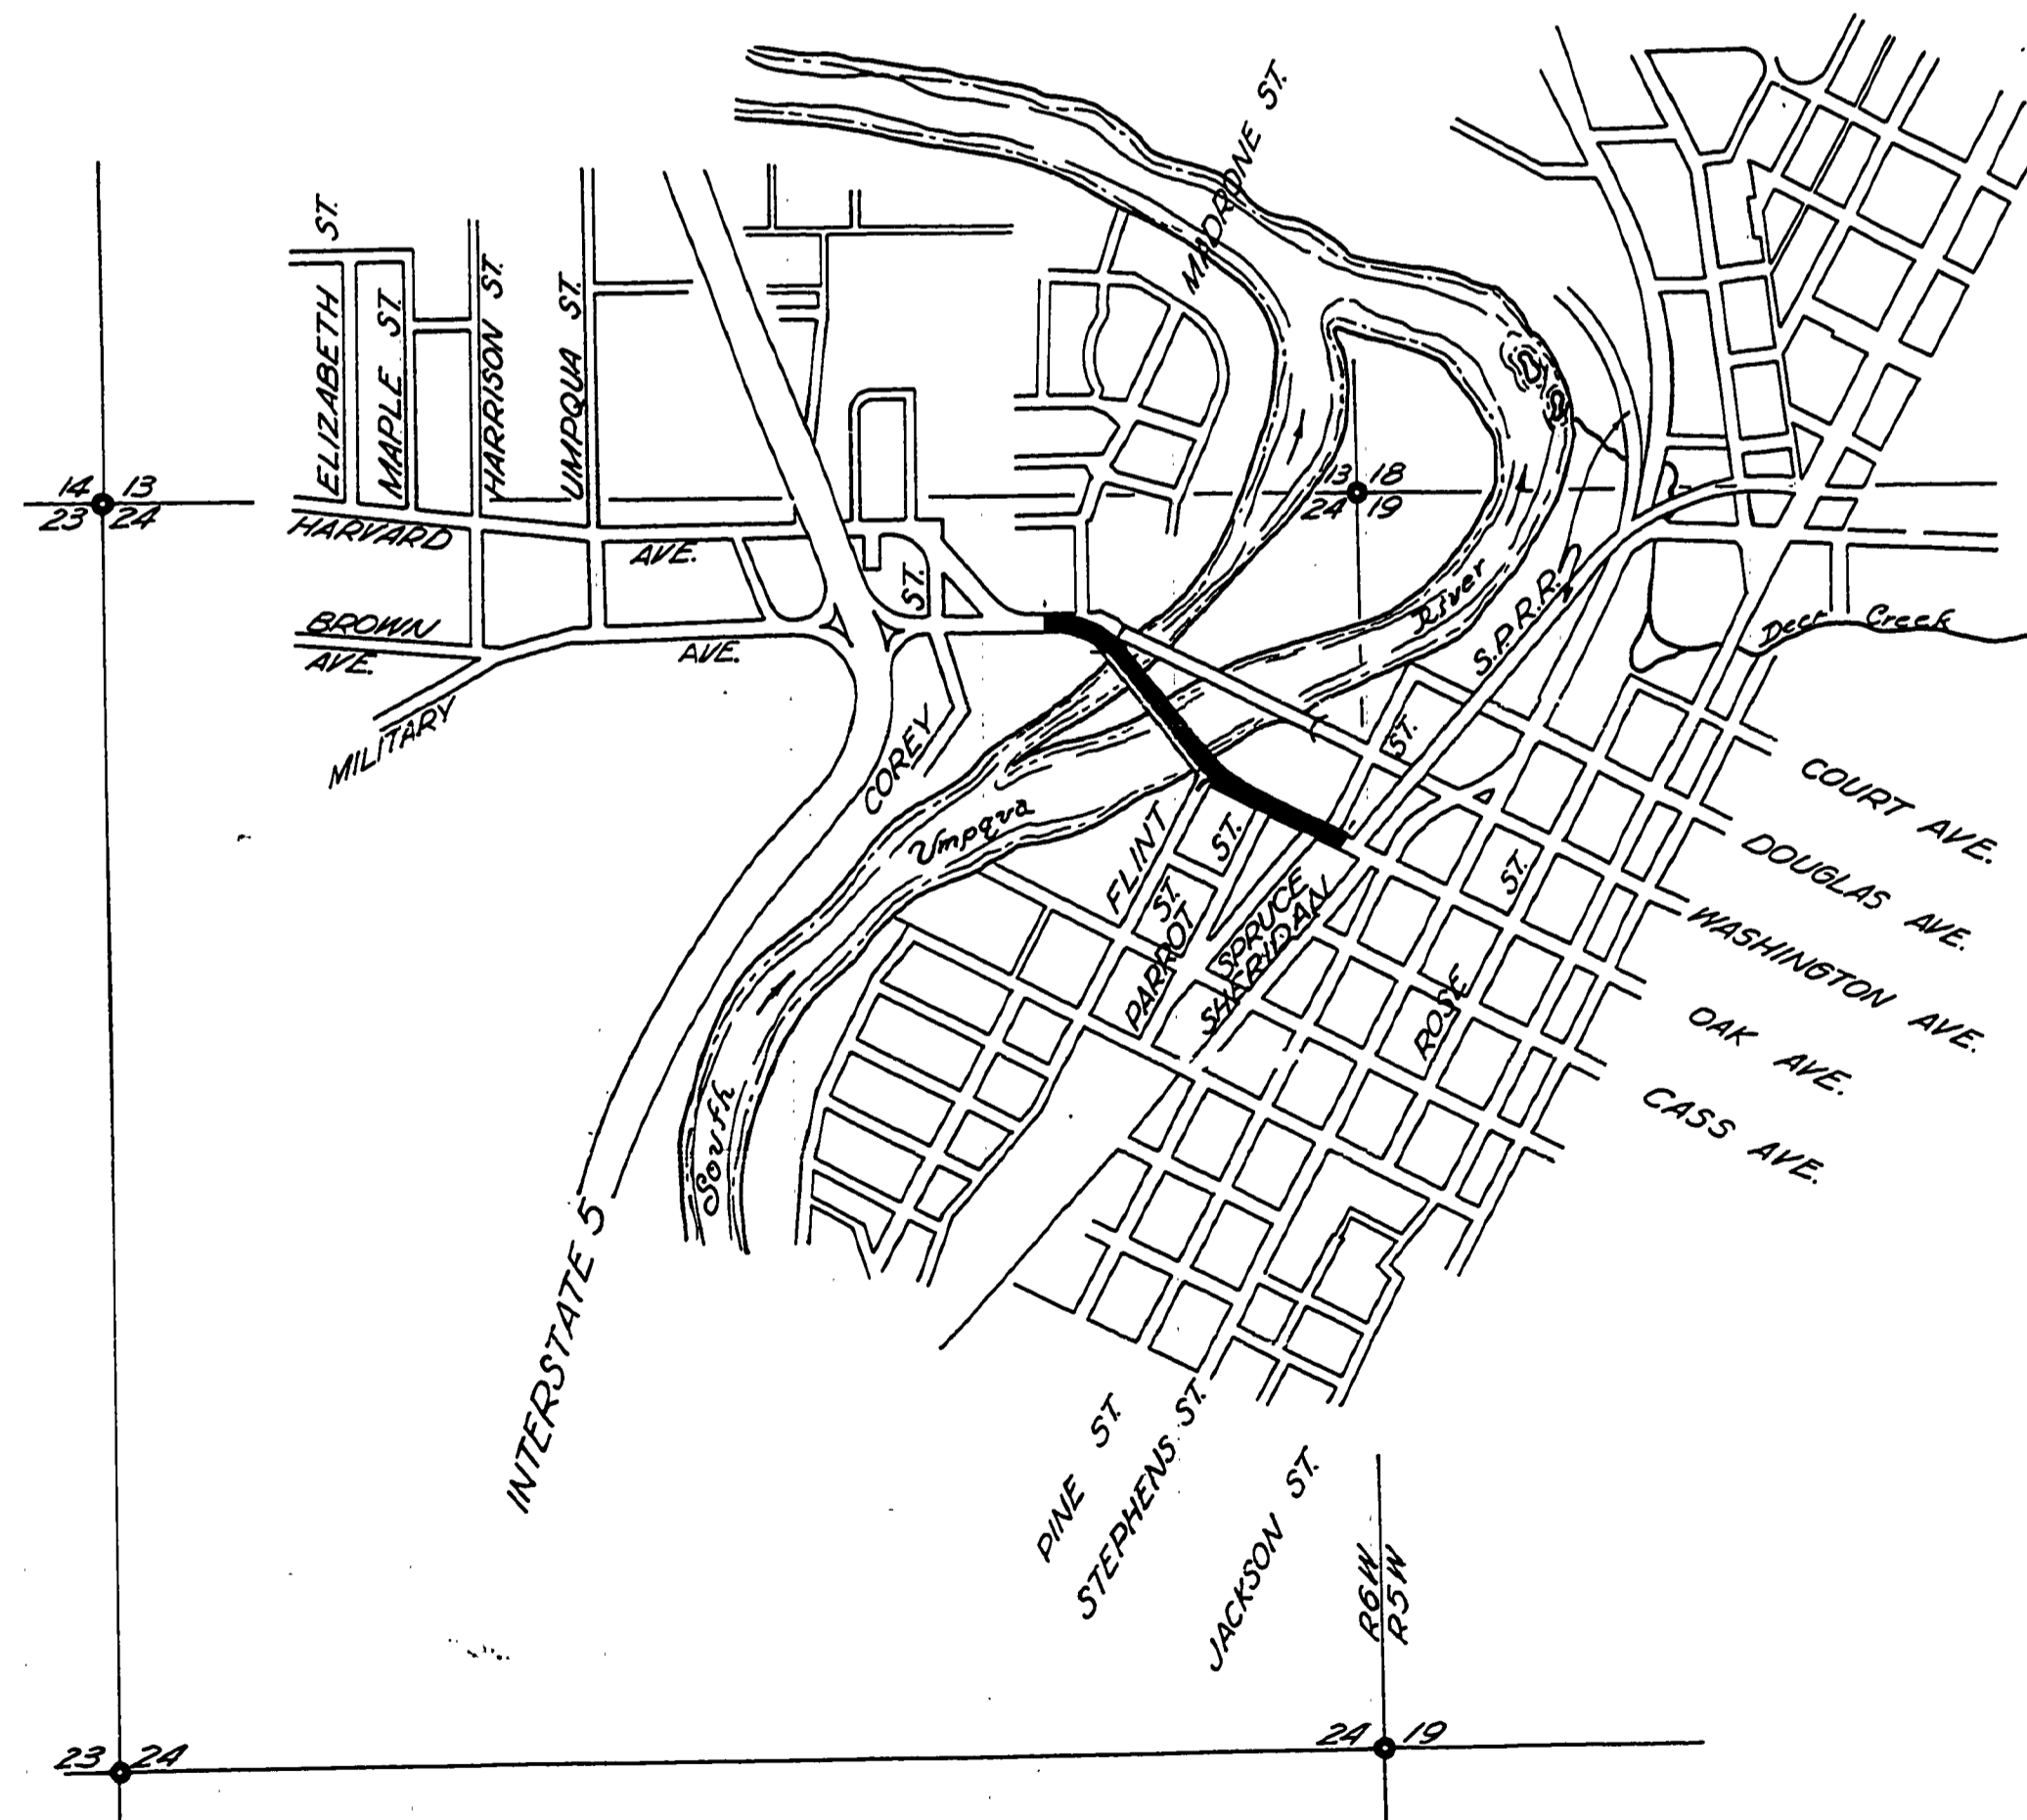 MADRONE ST.
ELIZABETH ST.
MAPLE ST.
HARRISON ST.
UMPQUA ST.
14 13
23 24
13 18
24 19
HARVARD AVE.
BROWN AVE.
AVE.
MILITARY
COREY ST.
River
S.P.R.R.
Deer Creek
South Umpqua
FLINT ST.
PARROT ST.
SPRUCE ST.
SHERIDAN
ROSE ST.
COURT AVE.
DOUGLAS AVE.
WASHINGTON AVE.
OAK AVE.
CASS AVE.
INTERSTATE 5
PINE ST.
STEPHENS ST.
JACKSON ST.
R6W
R5W
23 24
24 19